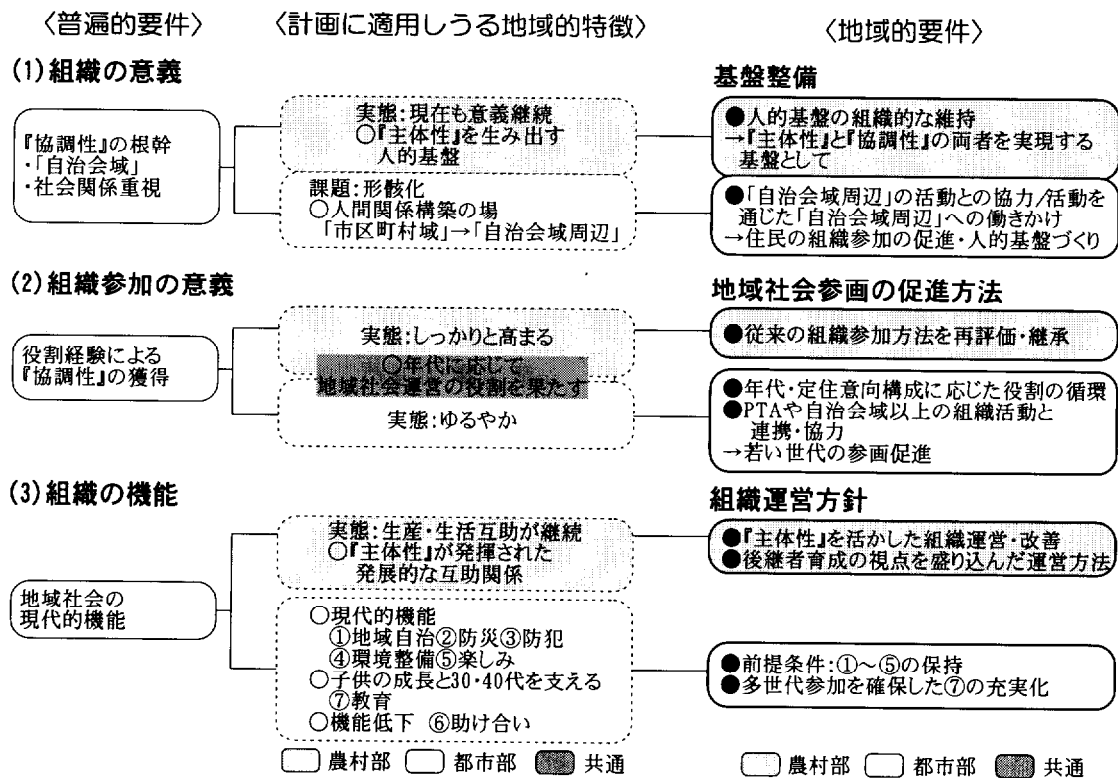 〈普遍的要件〉 〈計画に適用しうる地域的特徴〉 〈地域的要件〉
(1)組織の意義
『協調性』の根幹
・「自治会域」
・社会関係重視
実態:現在も意義継続
○『主体性』を生み出す
人的基盤
課題:形骸化
○人間関係構築の場
「市区町村域」→「自治会域周辺」
基盤整備
●人的基盤の組織的な維持
→『主体性』と『協調性』の両者を実現する
基盤として
●「自治会域周辺」の活動との協力/活動を
通じた「自治会域周辺」への働きかけ
→住民の組織参加の促進・人的基盤づくり
(2)組織参加の意義
役割経験による
『協調性』の獲得
実態:しっかりと高まる
○年代に応じて
地域社会運営の役割を果たす
実態:ゆるやか
地域社会参画の促進方法
●従来の組織参加方法を再評価・継承
●年代・定住意向構成に応じた役割の循環
●PTAや自治会域以上の組織活動と
連携・協力
→若い世代の参画促進
(3)組織の機能
地域社会の
現代的機能
実態:生産・生活互助が継続
○『主体性』が発揮された
発展的な互助関係
○現代的機能
①地域自治②防災③防犯
④環境整備⑤楽しみ
○子供の成長と30・40代を支える
⑦教育
○機能低下 ⑥助け合い
組織運営方針
●『主体性』を活かした組織運営・改善
●後継者育成の視点を盛り込んだ運営方法
●前提条件:①～⑤の保持
●多世代参加を確保した⑦の充実化
農村部 都市部 共通
農村部 都市部 共通